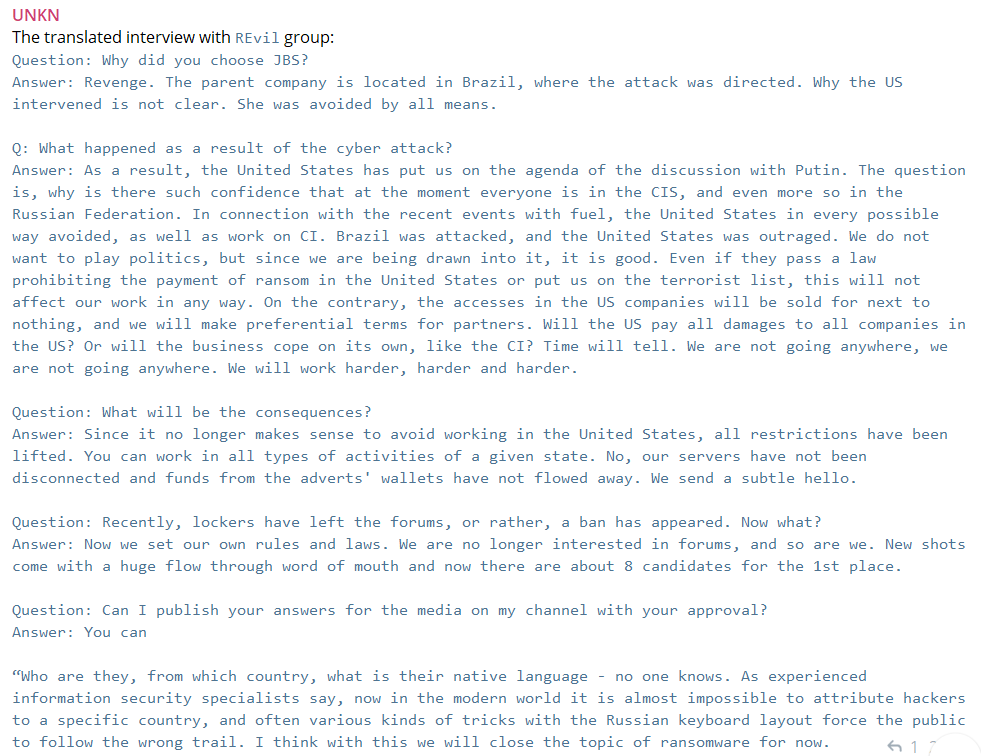 UNKN
The translated interview with REvil group:
Question: Why did you choose JBS?
Answer: Revenge. The parent company is located in Brazil, where the attack was directed. Why the US
intervened is not clear. She was avoided by all means.
Q: What happened as a result of the cyber attack?
Answer: As a result, the United States has put us on the agenda of the discussion with Putin. The question
is, why is there such confidence that at the moment everyone is in the CIS, and even more so in the
Russian Federation. In connection with the recent events with fuel, the United States in every possible
way avoided, as well as work on CI. Brazil was attacked, and the United States was outraged. We do not
want to play politics, but since we are being drawn into it, it is good. Even if they pass a law
prohibiting the payment of ransom in the United States or put us on the terrorist list, this will not
affect our work in any way. On the contrary, the accesses in the US companies will be sold for next to
nothing, and we will make preferential terms for partners. Will the US pay all damages to all companies in
the US? Or will the business cope on its own, like the CI? Time will tell. We are not going anywhere, we
are not going anywhere. We will work harder, harder and harder.
Question: What will be the consequences?
Answer: Since it no longer makes sense to avoid working in the United States, all restrictions have been
lifted. You can work in all types of activities of a given state. No, our servers have not been
disconnected and funds from the adverts' wallets have not flowed away. We send a subtle hello.
Question: Recently, lockers have left the forums, or rather, a ban has appeared. Now what?
Answer: Now we set our own rules and laws. We are no longer interested in forums, and so are we. New shots
come with a huge flow through word of mouth and now there are about 8 candidates for the 1st place.
Question: Can I publish your answers for the media on my channel with your approval?
Answer: You can
“Who are they, from which country, what is their native language - no one knows. As experienced
information security specialists say, now in the modern world it is almost impossible to attribute hackers
to a specific country, and often various kinds of tricks with the Russian keyboard layout force the public
to follow the wrong trail. I think with this we will close the topic of ransomware for now.